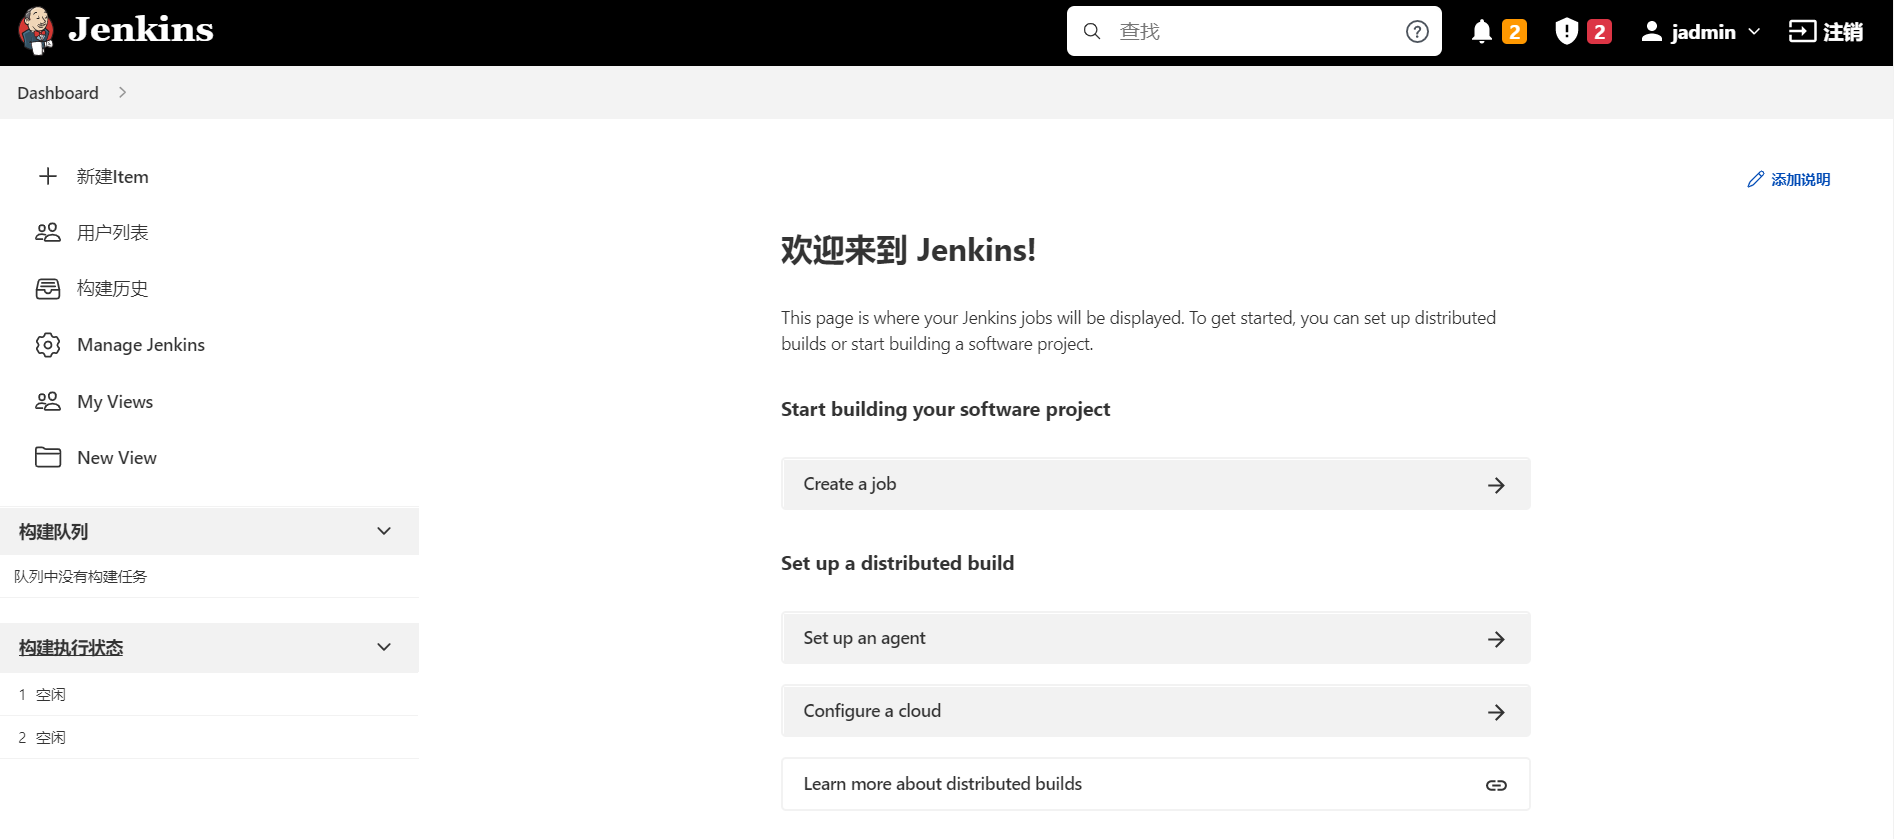 Jenkins
查找
2
2
jadmin
注销
Dashboard
新建Item
用户列表
构建历史
Manage Jenkins
My Views
New View
构建队列
队列中没有构建任务
构建执行状态
1 空闲
2 空闲
添加说明
欢迎来到 Jenkins!
This page is where your Jenkins jobs will be displayed. To get started, you can set up distributed
builds or start building a software project.
Start building your software project
Create a job
Set up a distributed build
Set up an agent
Configure a cloud
Learn more about distributed builds